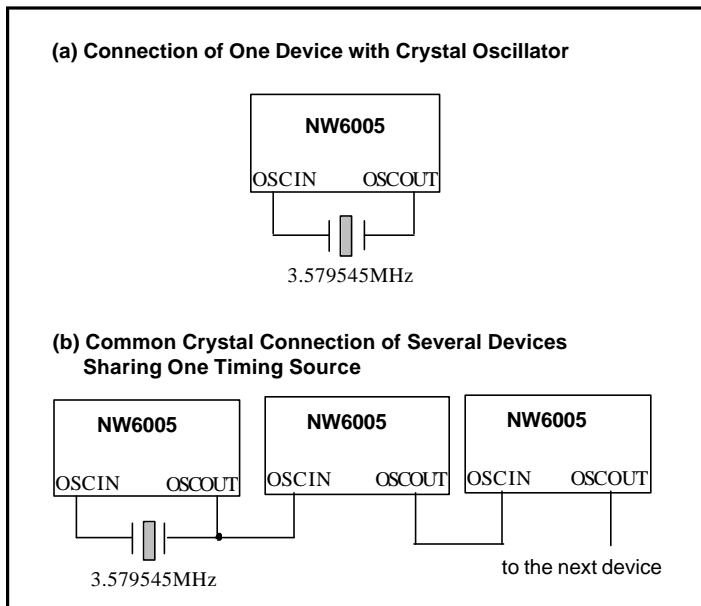 (a) Connection of One Device with Crystal Oscillator
NW6005
OSCIN OSCOUT
3.579545MHz
(b) Common Crystal Connection of Several Devices
Sharing One Timing Source
NW6005 NW6005 NW6005
OSCIN OSCOUT OSCIN OSCOUT OSCIN OSCOUT
3.579545MHz
to the next device